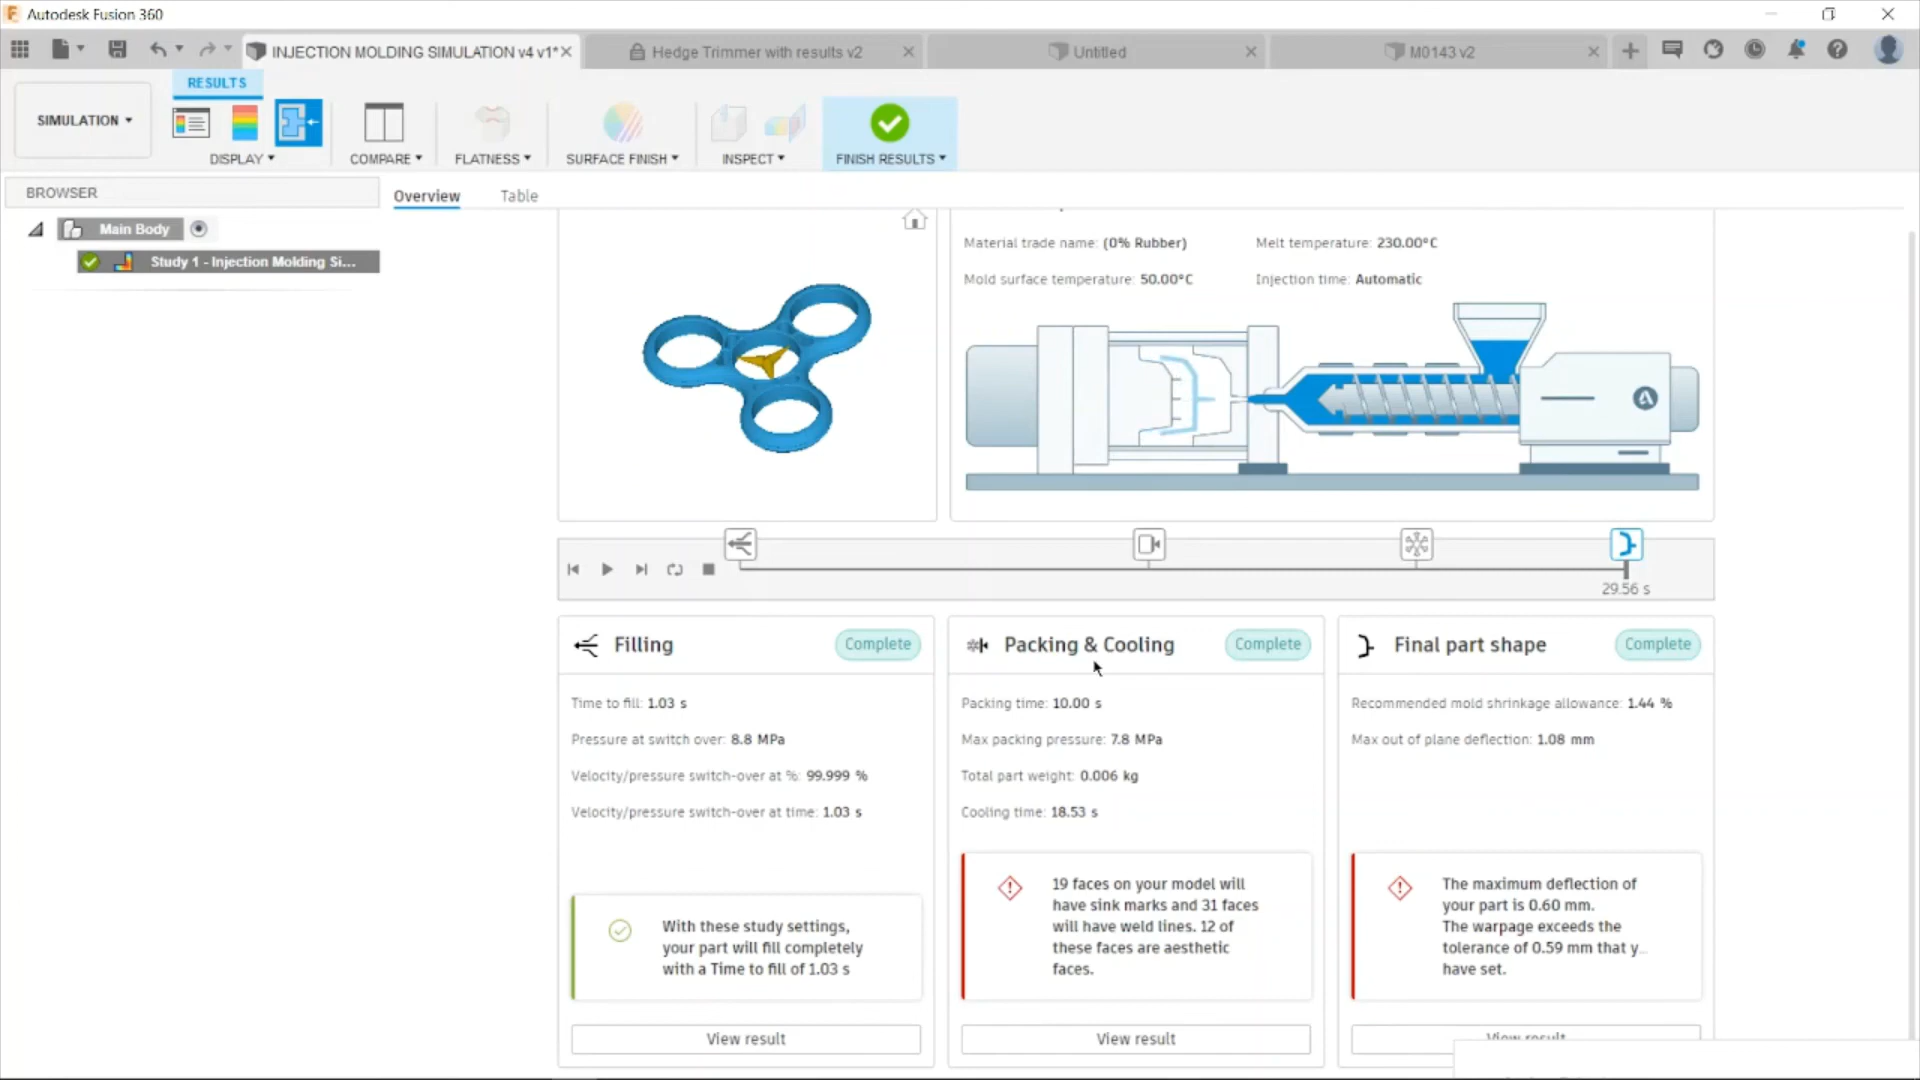 Autodesk Fusion 360
INJECTION MOLDING SIMULATION v4 v1*
Hedge Trimmer with results v2
Untitled
M0143 v2
RESULTS
SIMULATION
DISPLAY
COMPARE
FLATNESS
SURFACE FINISH
INSPECT
FINISH RESULTS
BROWSER
Overview
Table
Main Body
Study 1 - Injection Molding Si...
Material trade name: (0% Rubber)
Melt temperature: 230.00°C
Mold surface temperature: 50.00°C
Injection time: Automatic
29.56 s
Filling
Complete
Time to fill: 1.03 s
Pressure at switch over: 8.8 MPa
Velocity/pressure switch-over at %: 99.999 %
Velocity/pressure switch-over at time: 1.03 s
With these study settings,
your part will fill completely
with a Time to fill of 1.03 s
View result
Packing & Cooling
Complete
Packing time: 10.00 s
Max packing pressure: 7.8 MPa
Total part weight: 0.006 kg
Cooling time: 18.53 s
19 faces on your model will
have sink marks and 31 faces
will have weld lines. 12 of
these faces are aesthetic
faces.
View result
Final part shape
Complete
Recommended mold shrinkage allowance: 1.44 %
Max out of plane deflection: 1.08 mm
The maximum deflection of
your part is 0.60 mm.
The warpage exceeds the
tolerance of 0.59 mm that y...
have set.
View result